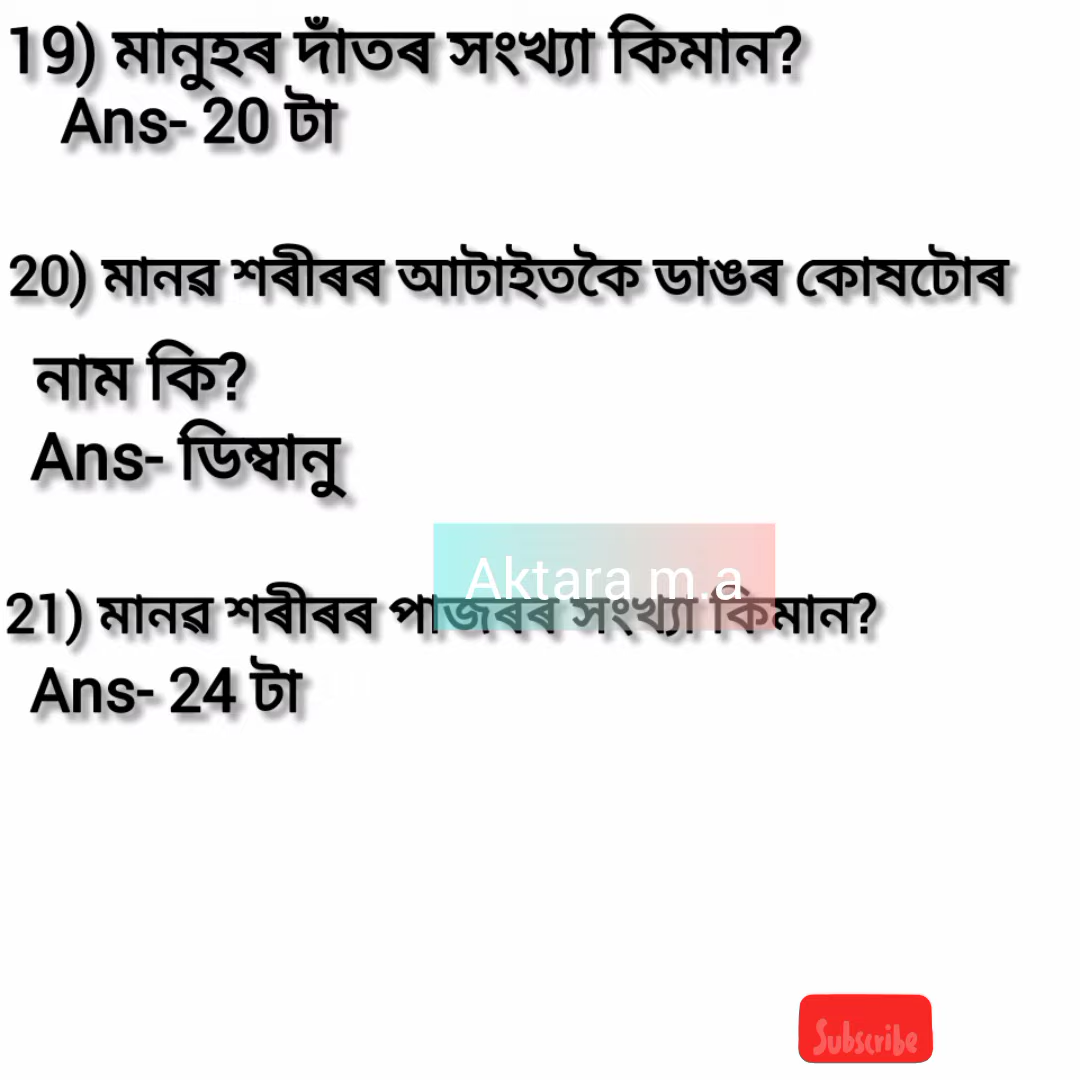 19) মানুহৰ দাঁতৰ সংখ্যা কিমান?
Ans- 20 টা
20) মানৱ শৰীৰৰ আটাইতকৈ ডাঙৰ কোষটোৰ
নাম কি?
Ans- ডিম্বানু
Aktara m.a
21) মানৱ শৰীৰৰ পাজৰৰ সংখ্যা কিমান?
Ans- 24 টা
Subscribe